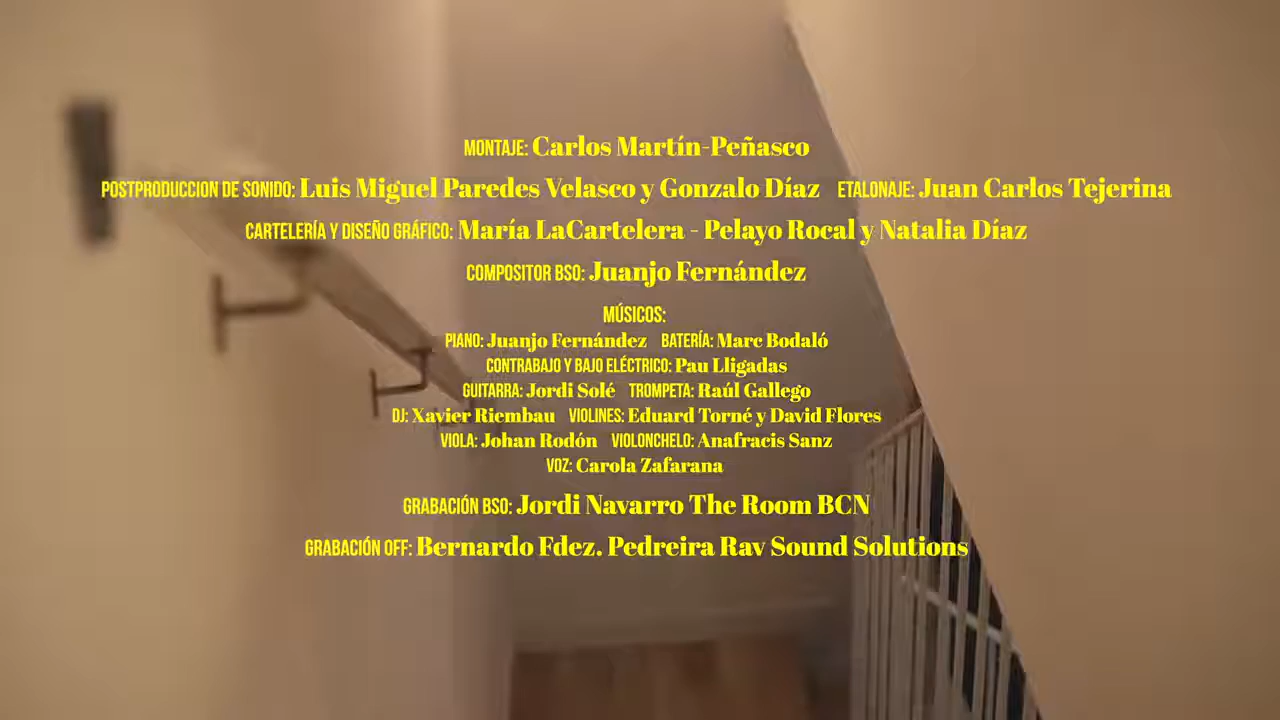 MONTAJE: Carlos Martín-Peñasco
POSTPRODUCCION DE SONIDO: Luis Miguel Paredes Velasco y Gonzalo Díaz ETALONAJE: Juan Carlos Tejerina
CARTELERÍA Y DISEÑO GRÁFICO: María LaCartelera - Pelayo Rocal y Natalia Díaz
COMPOSITOR BSO: Juanjo Fernández
MÚSICOS:
PIANO: Juanjo Fernández BATERÍA: Marc Bodaló
CONTRABAJO Y BAJO ELÉCTRICO: Pau Lligadas
GUITARRA: Jordi Solé TROMPETA: Raúl Gallego
DJ: Xavier Riembau VIOLINES: Eduard Torné y David Flores
VIOLA: Johan Rodón VIOLONCHELO: Anafracis Sanz
VOZ: Carola Zafarana
GRABACIÓN BSO: Jordi Navarro The Room BCN
GRABACIÓN OFF: Bernardo Fdez. Pedreira Rav Sound Solutions